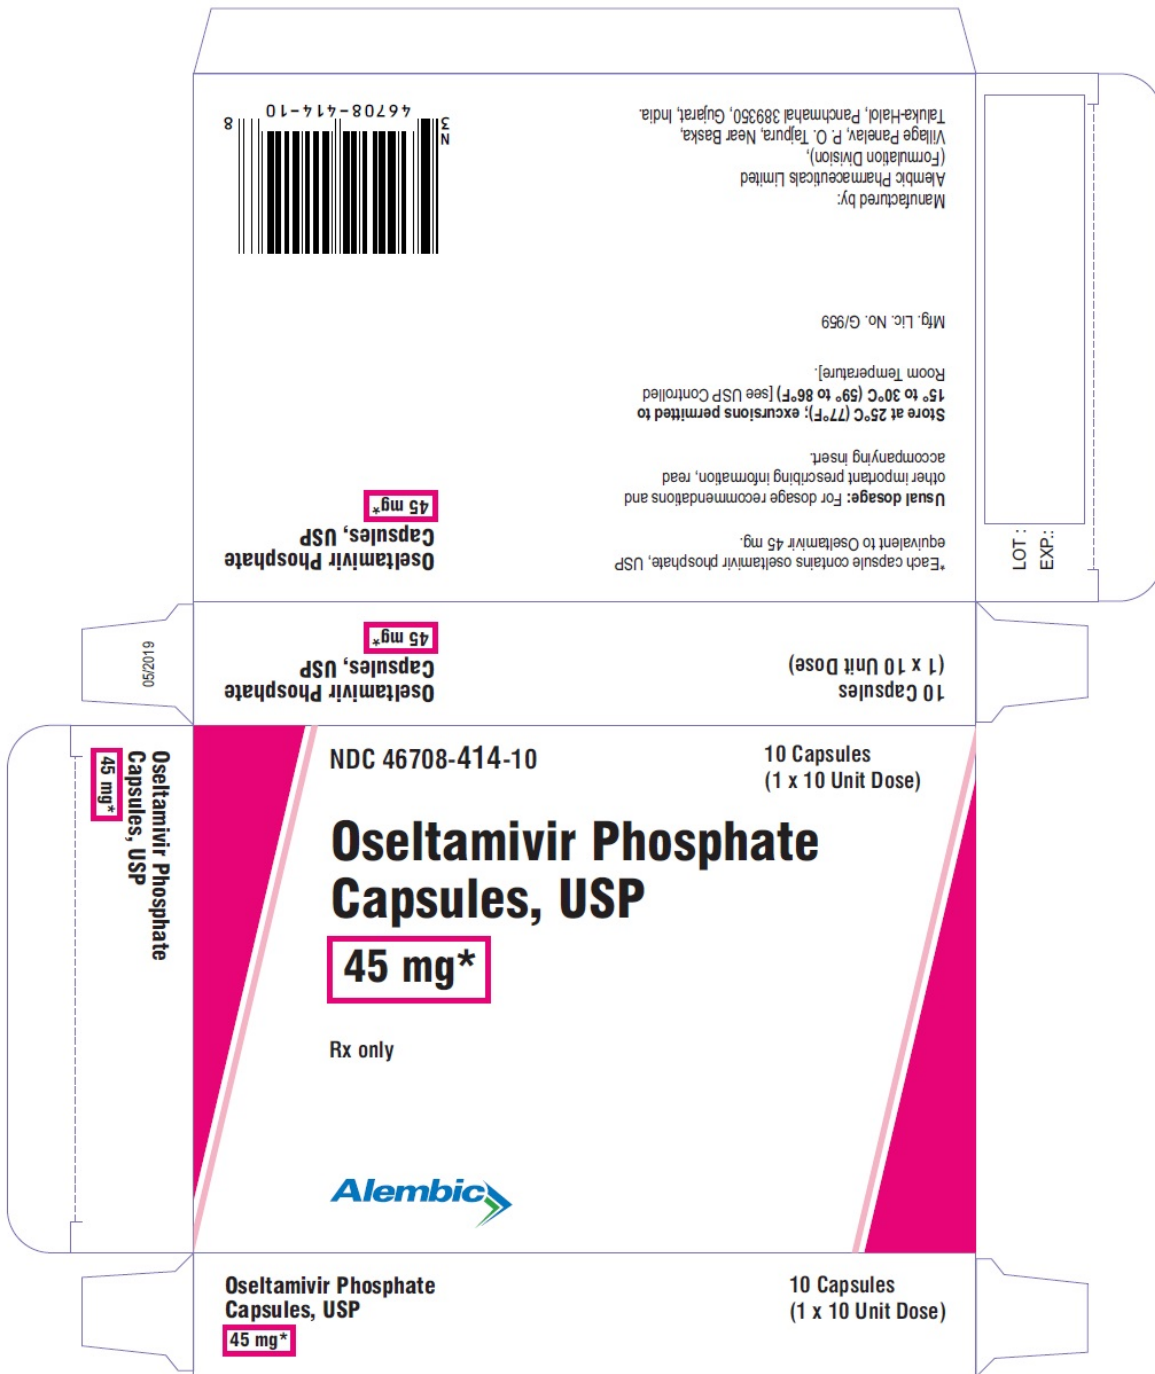 46708-414-10
N
3
8
Oseltamivir Phosphate
Capsules, USP
45 mg*
*Each capsule contains oseltamivir phosphate, USP
equivalent to Oseltamivir 45 mg.
Usual dosage: For dosage recommendations and
other important prescribing information, read
accompanying insert.
Store at 25°C (77°F); excursions permitted to
15° to 30°C (59° to 86°F) [see USP Controlled
Room Temperature].
Mfg. Lic. No. G/959
Manufactured by:
Alembic Pharmaceuticals Limited
(Formulation Division),
Village Panelav, P. O. Tajpura, Near Baska,
Taluka-Halol, Panchmahal 389350, Gujarat, India.
LOT :
EXP.:
05/2019
Oseltamivir Phosphate
Capsules, USP
45 mg*
10 Capsules
(1 x 10 Unit Dose)
Oseltamivir Phosphate
Capsules, USP
45 mg*
NDC 46708-414-10
10 Capsules
(1 x 10 Unit Dose)
Oseltamivir Phosphate
Capsules, USP
45 mg*
Rx only
Alembic
Oseltamivir Phosphate
Capsules, USP
45 mg*
10 Capsules
(1 x 10 Unit Dose)